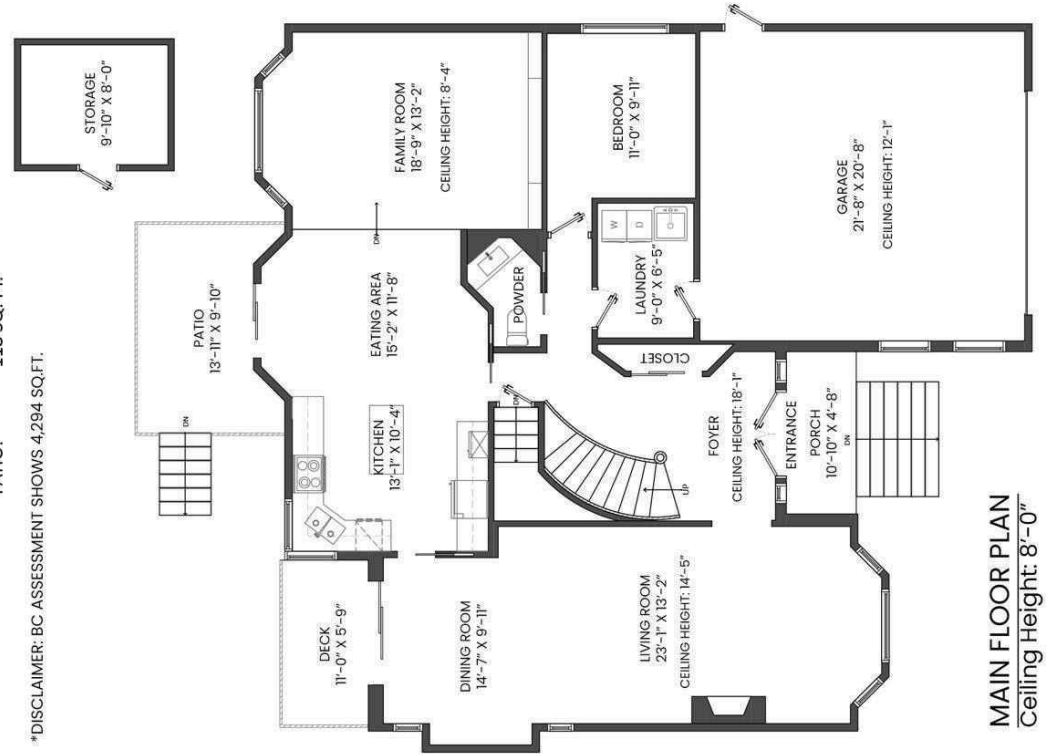 *DISCLAIMER: BC ASSESSMENT SHOWS 4,294 SQ.FT.
STORAGE
9'-10" X 8'-0"
PATIO
13'-11" X 9'-10"
DN
DECK
11'-0" X 5'-9"
FAMILY ROOM
18'-9" X 13'-2"
CEILING HEIGHT: 8'-4"
DN
EATING AREA
15'-2" X 11'-8"
KITCHEN
13'-1" X 10'-4"
DINING ROOM
14'-7" X 9'-11"
POWDER
BEDROOM
11'-0" X 9'-11"
W
D
LAUNDRY
9'-0" X 6'-5"
DN
CLOSET
UP
LIVING ROOM
23'-1" X 13'-2"
CEILING HEIGHT: 14'-5"
FOYER
CEILING HEIGHT: 18'-1"
GARAGE
21'-8" X 20'-8"
CEILING HEIGHT: 12'-1"
ENTRANCE
PORCH
10'-10" X 4'-8"
DN
MAIN FLOOR PLAN
Ceiling Height: 8'-0"